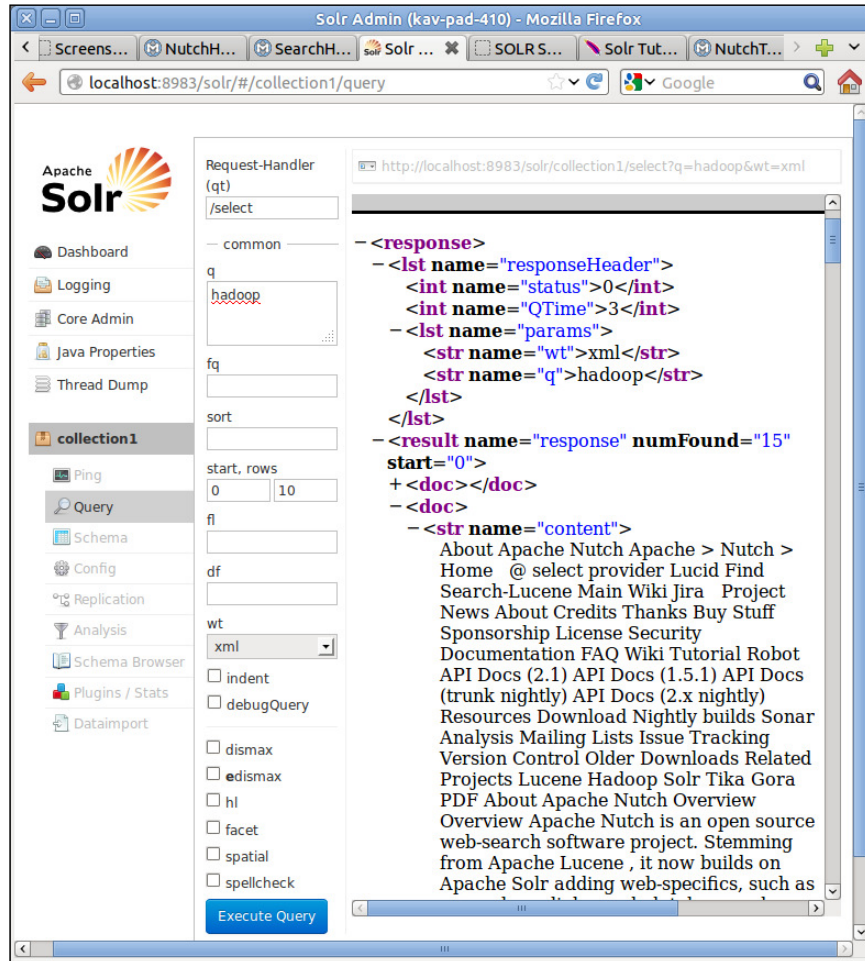 Solr Admin (kav-pad-410) - Mozilla Firefox
Screens... NutchH... SearchH... Solr ... SOLR S... Solr Tut... NutchT...
localhost:8983/solr/#/collection1/query Google
Apache
Solr
Dashboard
Logging
Core Admin
Java Properties
Thread Dump
collection1
Ping
Query
Schema
Config
Replication
Analysis
Schema Browser
Plugins / Stats
Dataimport
Request-Handler
(qt)
/select
common
q
hadoop
fq
sort
start, rows
0 10
fl
df
wt
xml
indent
debugQuery
dismax
edismax
hl
facet
spatial
spellcheck
Execute Query
http://localhost:8983/solr/collection1/select?q=hadoop&wt=xml
−<response>
−<lst name="responseHeader">
<int name="status">0</int>
<int name="QTime">3</int>
−<lst name="params">
<str name="wt">xml</str>
<str name="q">hadoop</str>
</lst>
</lst>
−<result name="response" numFound="15"
start="0">
+<doc></doc>
−<doc>
−<str name="content">
About Apache Nutch Apache > Nutch >
Home @ select provider Lucid Find
Search-Lucene Main Wiki Jira Project
News About Credits Thanks Buy Stuff
Sponsorship License Security
Documentation FAQ Wiki Tutorial Robot
API Docs (2.1) API Docs (1.5.1) API Docs
(trunk nightly) API Docs (2.x nightly)
Resources Download Nightly builds Sonar
Analysis Mailing Lists Issue Tracking
Version Control Older Downloads Related
Projects Lucene Hadoop Solr Tika Gora
PDF About Apache Nutch Overview
Overview Apache Nutch is an open source
web-search software project. Stemming
from Apache Lucene , it now builds on
Apache Solr adding web-specifics, such as